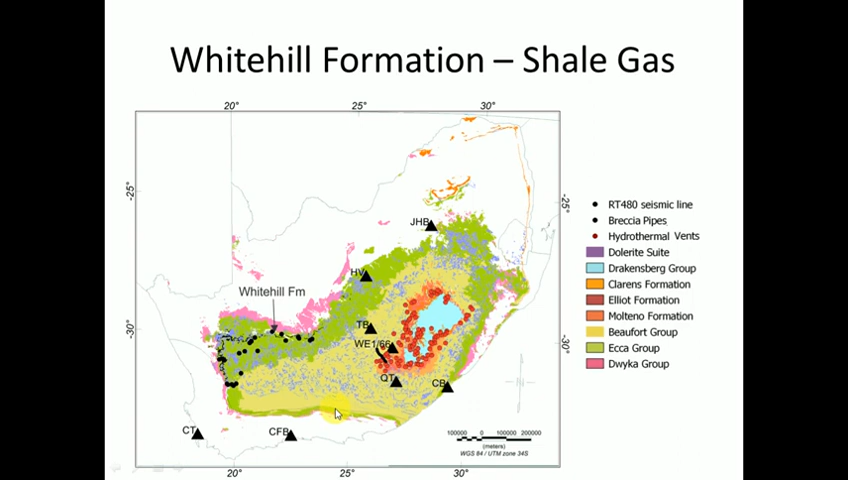 Whitehill Formation – Shale Gas
20° 25° 30°
-25° -25°
JHB
HV
Whitehill Fm
-30° TB
WE1/66 -30°
QT
CB
CT
CFB
100000 0 100000 200000
(meters)
WGS 84 / UTM zone 34S
20° 25° 30°
RT480 seismic line
Breccia Pipes
Hydrothermal Vents
Dolerite Suite
Drakensberg Group
Clarens Formation
Elliot Formation
Molteno Formation
Beaufort Group
Ecca Group
Dwyka Group